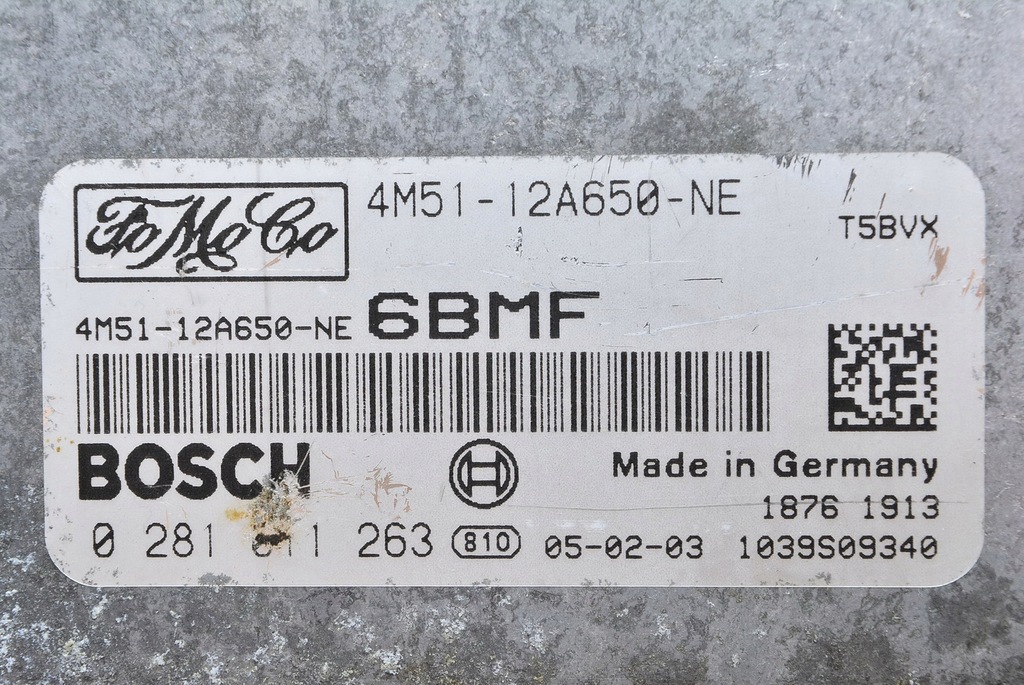 FoMoCo
4M51-12A650-NE
T5BVX
4M51-12A650-NE 6BMF
BOSCH
Made in Germany
1876 1913
0 281 011 263 810 05-02-03 1039S09340